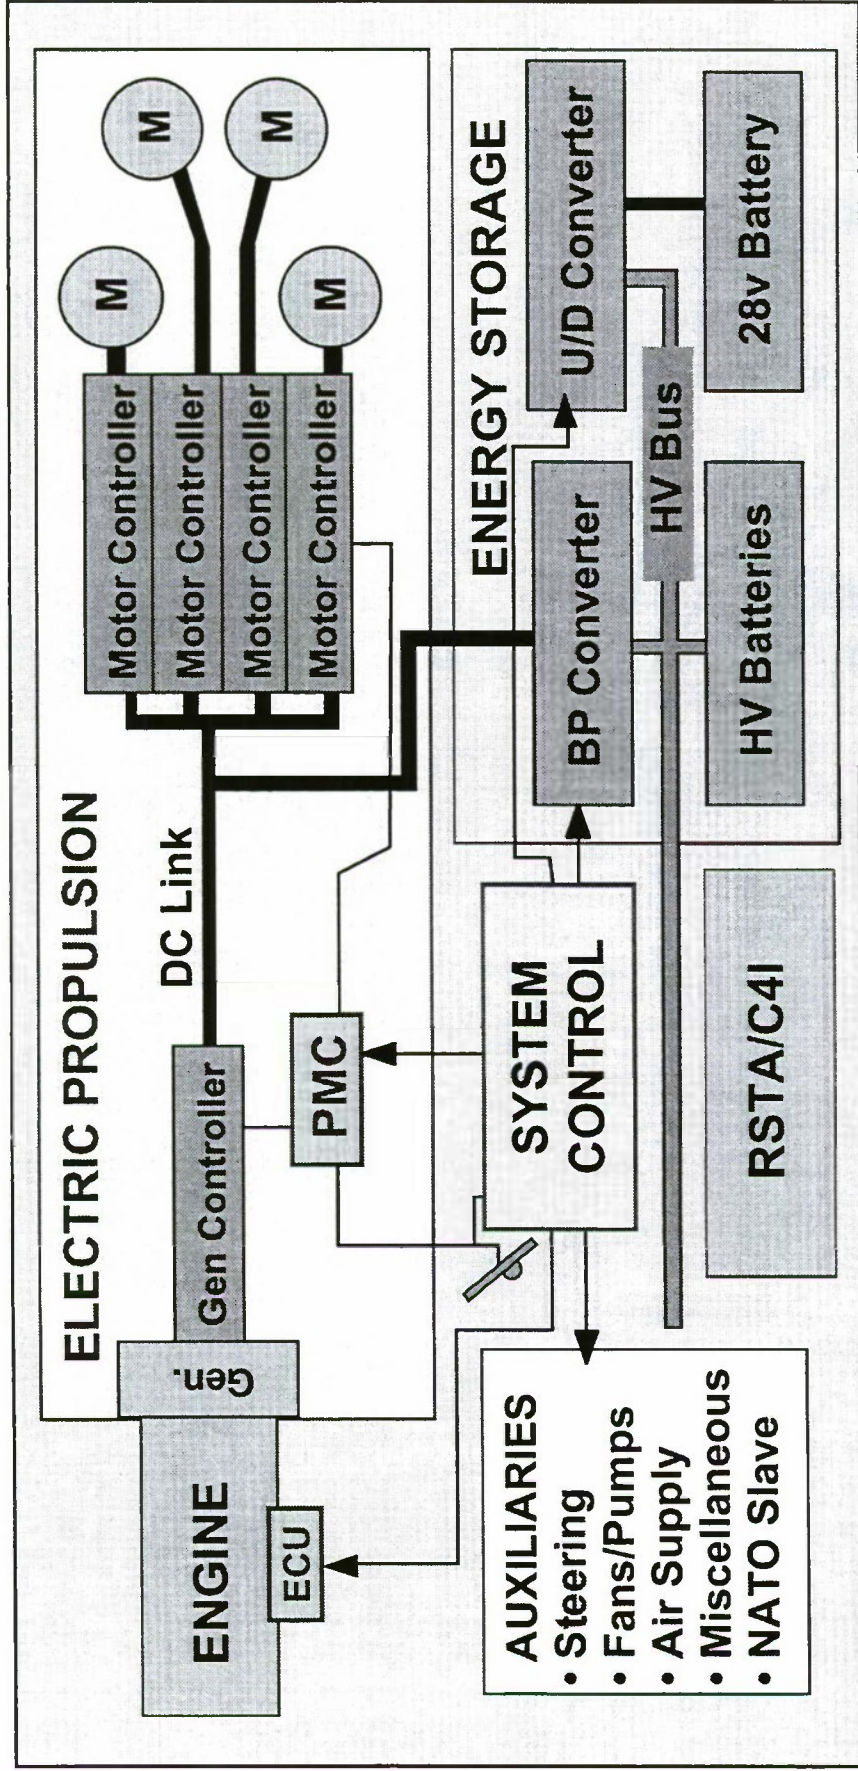 ELECTRIC PROPULSION
ENGINE
ECU
Gen.
Gen Controller
DC Link
PMC
Motor Controller
Motor Controller
Motor Controller
Motor Controller
M
M
M
M
SYSTEM
CONTROL
ENERGY STORAGE
BP Converter
U/D Converter
HV Bus
HV Batteries
28v Battery
RSTA/C4I
AUXILIARIES
• Steering
• Fans/Pumps
• Air Supply
• Miscellaneous
• NATO Slave